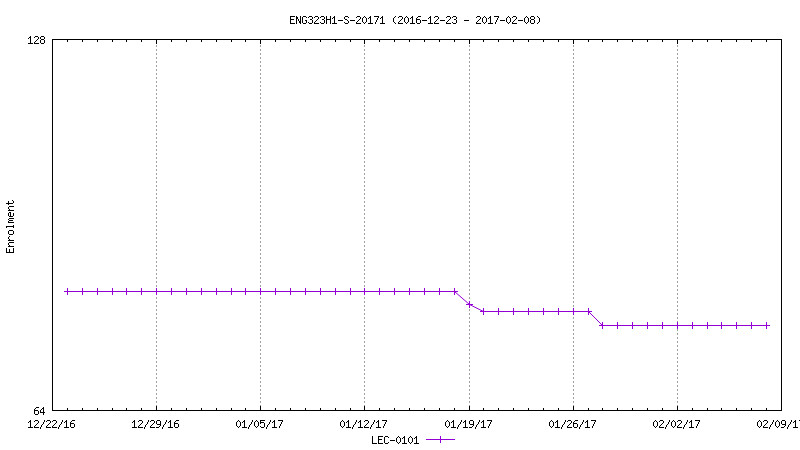 ENG323H1-S-20171 (2016-12-23 - 2017-02-08)
128
Enrolment
64
12/22/16 12/29/16 01/05/17 01/12/17 01/19/17 01/26/17 02/02/17 02/09/1
LEC-0101